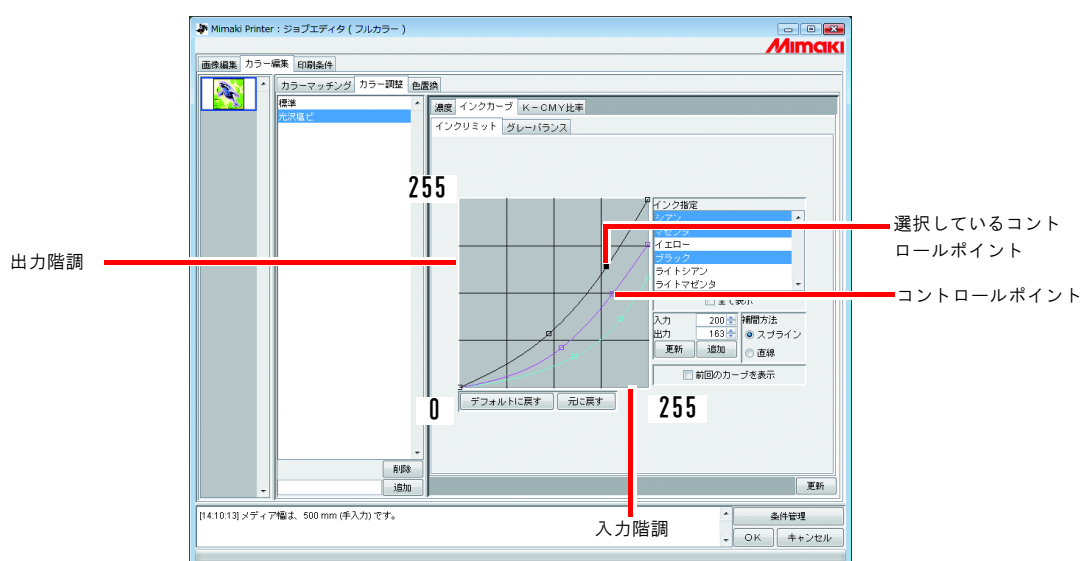 Mimaki Printer : ジョブエディタ ( フルカラー )
Mimaki
画像編集 カラー編集 印刷条件
カラーマッチング カラー調整 色置換
標準
光沢塩ビ
濃度 インクカーブ K－CMY比率
インクリミット グレーバランス
255
インク指定
シアン
マゼンタ
イエロー
ブラック
ライトシアン
ライトマゼンタ
全て表示
選択しているコント
ロールポイント
コントロールポイント
出力階調
入力 200 補間方法
出力 163 スプライン
更新 追加 直線
前回のカーブを表示
0 デフォルトに戻す 元に戻す 255
削除
追加
更新
入力階調
[14:10:13] メディア幅は、500 mm (手入力) です。
条件管理
OK キャンセル